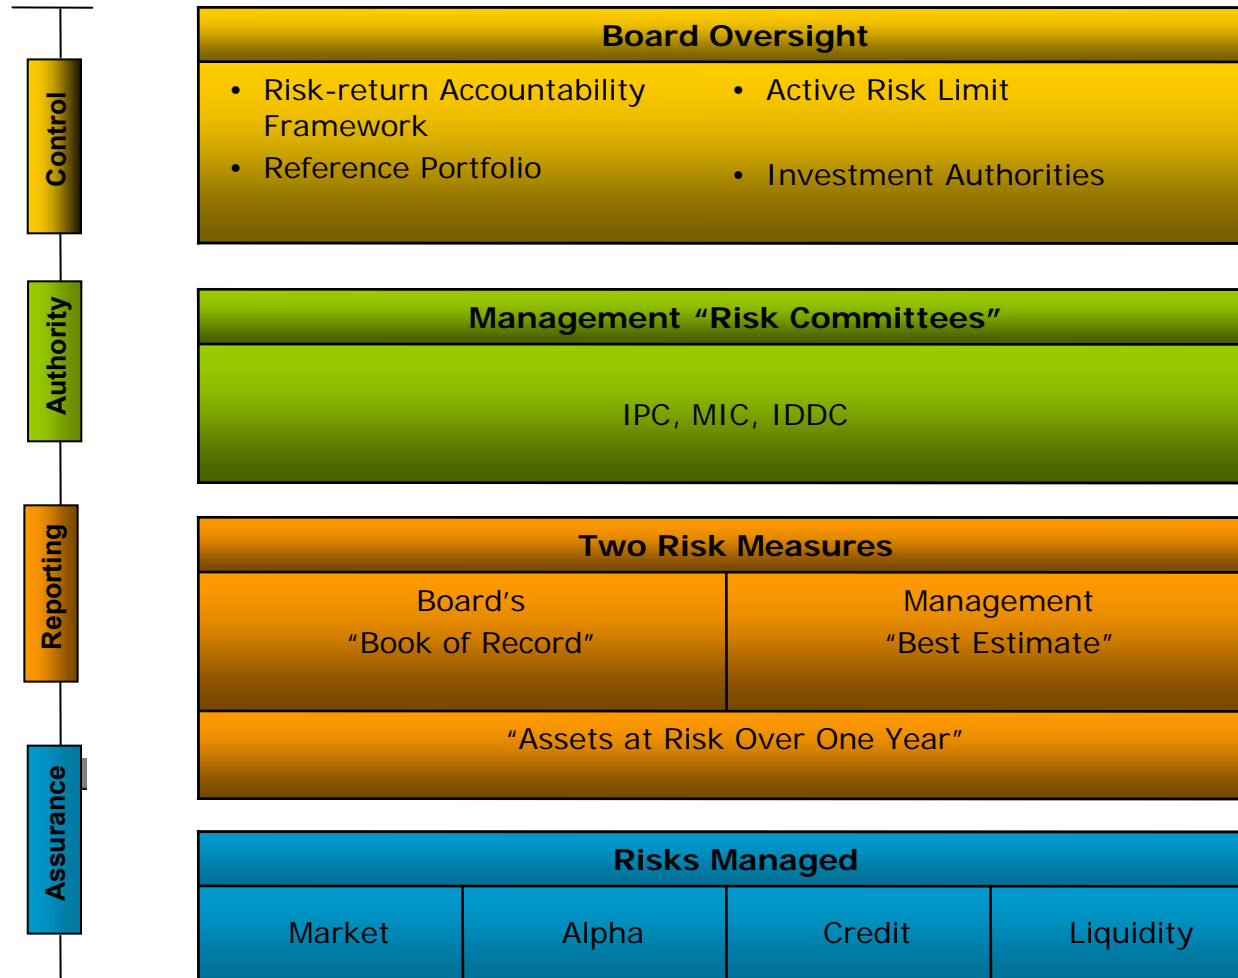 Control
Board Oversight
• Risk-return Accountability
Framework
• Reference Portfolio
• Active Risk Limit
• Investment Authorities
Authority
Management “Risk Committees”
IPC, MIC, IDDC
Reporting
Two Risk Measures
Board's
“Book of Record”
Management
“Best Estimate”
“Assets at Risk Over One Year”
Assurance
Risks Managed
Market
Alpha
Credit
Liquidity